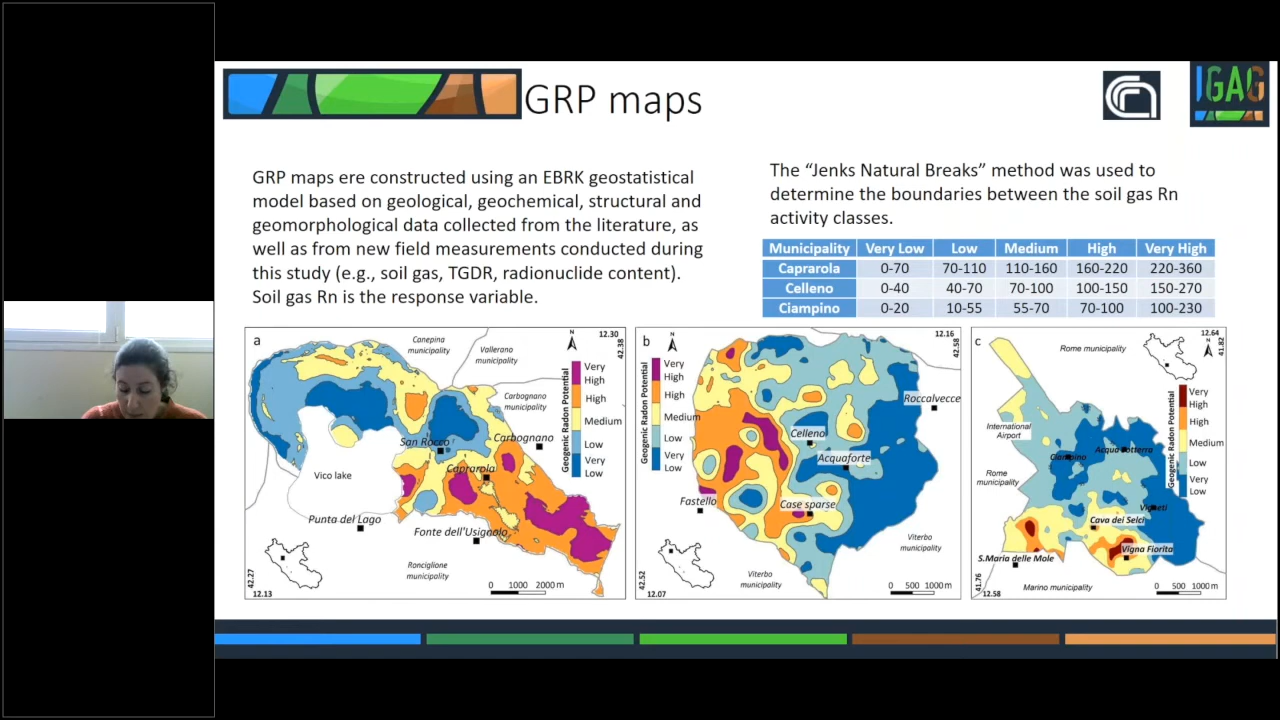 GRP maps
IGAG
GRP maps ere constructed using an EBRK geostatistical
model based on geological, geochemical, structural and
geomorphological data collected from the literature, as
well as from new field measurements conducted during
this study (e.g., soil gas, TGDR, radionuclide content).
Soil gas Rn is the response variable.
The “Jenks Natural Breaks” method was used to
determine the boundaries between the soil gas Rn
activity classes.
Municipality Very Low Low Medium High Very High
Caprarola 0-70 70-110 110-160 160-220 220-360
Celleno 0-40 40-70 70-100 100-150 150-270
Ciampino 0-20 10-55 55-70 70-100 100-230
a
Canepina
municipality
Vallerano
municipality
N
12.30
42.38
Carbognano
municipality
Geogenic Radon Potential
Very
High
High
Medium
Low
Very
Low
San Rocco
Carbognano
Caprarola
Vico lake
Punta del Lago
Fonte dell'Usignolo
Ronciglione
municipality
42.27
12.13
0 1000 2000 m
b
N
12.16
42.58
Geogenic Radon Potential
Very
High
High
Medium
Low
Very
Low
Roccalvecce
Celleno
Acquaforte
Fastello
Case sparse
Viterbo
municipality
Viterbo
municipality
42.52
12.07
0 500 1000 m
c
Rome municipality
N
12.64
41.82
Geogenic Radon Potential
Very
High
High
Medium
Low
Very
Low
International
Airport
Ciampino
Acqua Sotterra
Rome
municipality
Vigneti
Cava dei Selci
Vigna Fiorita
S.Maria delle Mole
Marino municipality
41.76
12.58
0 500 1000 m